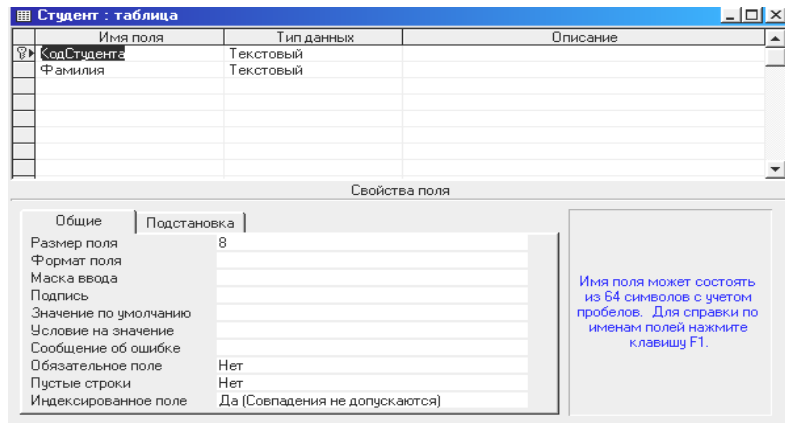 Студент : таблица
Имя поля Тип данных Описание
КодСтудента Текстовый
Фамилия Текстовый
Свойства поля
Общие Подстановка
Размер поля 8
Формат поля
Маска ввода
Подпись
Значение по умолчанию
Условие на значение
Сообщение об ошибке
Обязательное поле Нет
Пустые строки Нет
Индексированное поле Да (Совпадения не допускаются)
Имя поля может состоять
из 64 символов с учетом
пробелов. Для справки по
именам полей нажмите
клавишу F1.